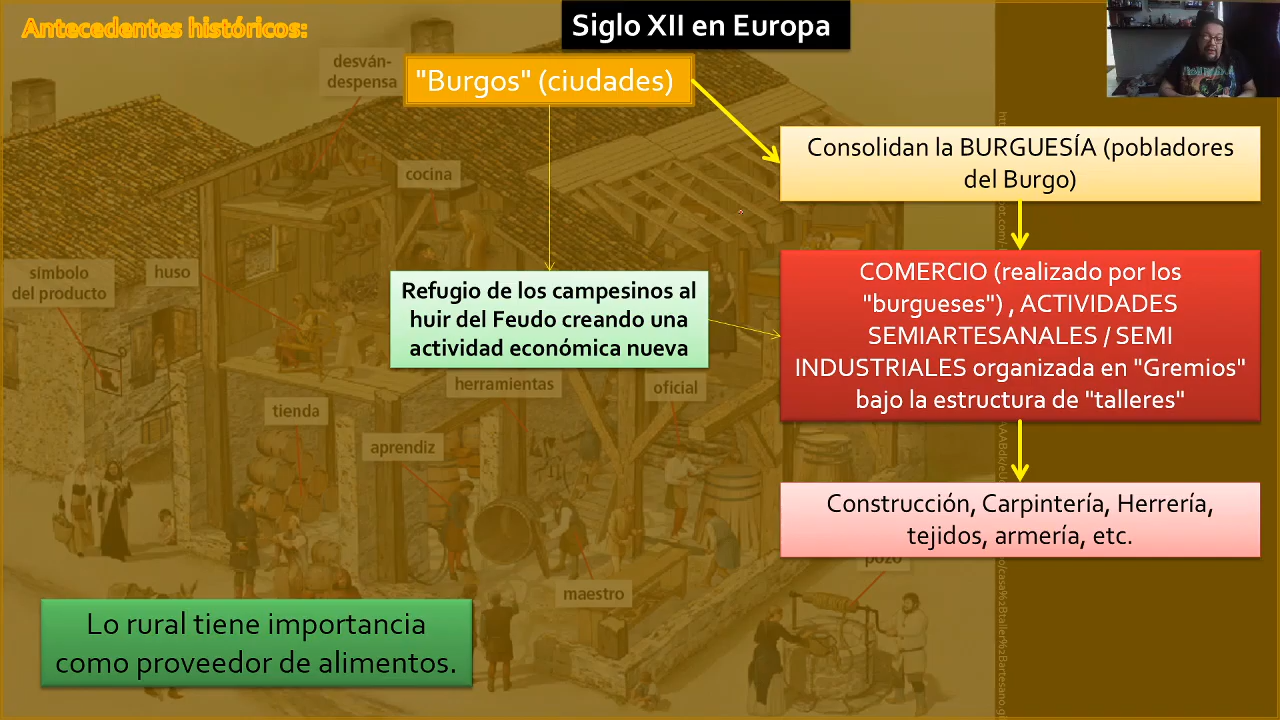 Antecedentes históricos:
Siglo XII en Europa
"Burgos" (ciudades)
desván-
despensa
Consolidan la BURGUESÍA (pobladores
del Burgo)
cocina
símbolo
del producto
huso
Refugio de los campesinos al
huir del Feudo creando una
actividad económica nueva
COMERCIO (realizado por los
"burgueses") , ACTIVIDADES
SEMIARTESANALES / SEMI
INDUSTRIALES organizada en "Gremios"
bajo la estructura de "talleres"
herramientas
oficial
tienda
aprendiz
Construcción, Carpintería, Herrería,
tejidos, armería, etc.
pozo
maestro
Lo rural tiene importancia
como proveedor de alimentos.